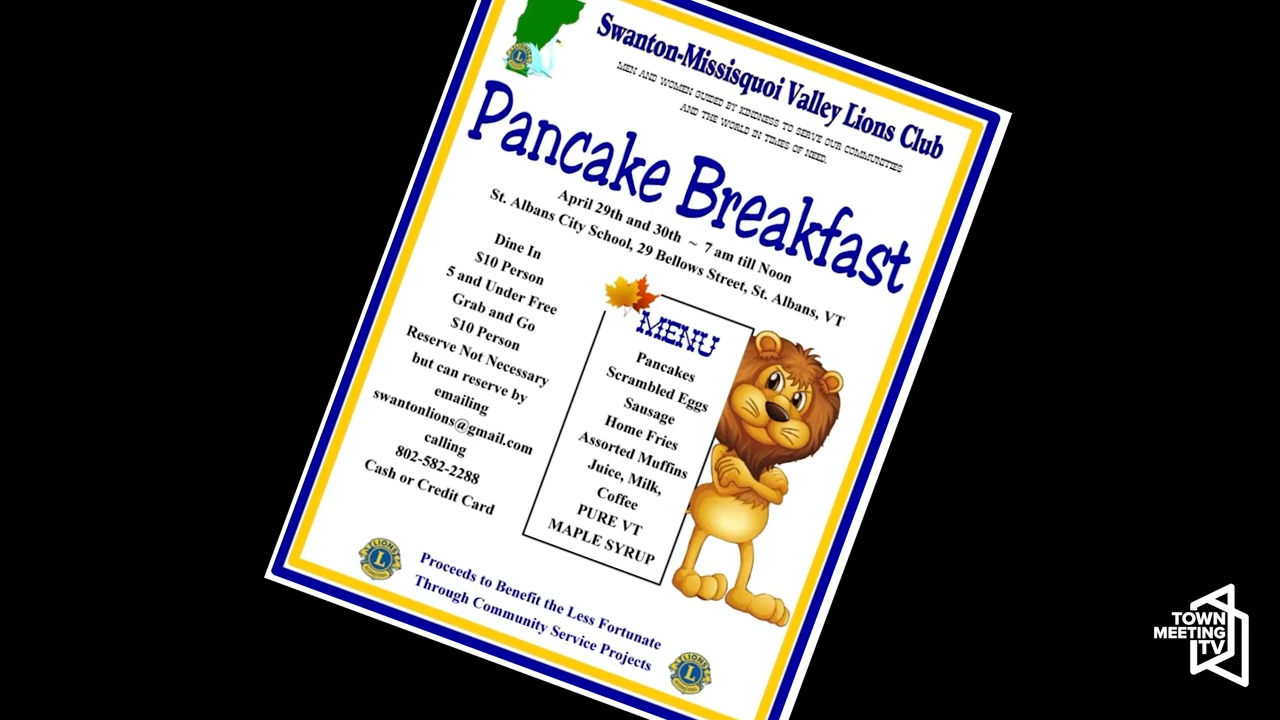 Swanton-Missisquoi Valley Lions Club
MEN AND WOMEN GUIDED BY KINDNESS TO SERVE OUR COMMUNITIES
AND THE WORLD IN TIMES OF NEED.
Pancake Breakfast
April 29th and 30th ~ 7 am till Noon
St. Albans City School, 29 Bellows Street, St. Albans, VT
Dine In
$10 Person
5 and Under Free
Grab and Go
$10 Person
Reserve Not Necessary
but can reserve by
emailing
swantonlions@gmail.com
calling
802-582-2288
Cash or Credit Card
MENU
Pancakes
Scrambled Eggs
Sausage
Home Fries
Assorted Muffins
Juice, Milk,
Coffee
PURE VT
MAPLE SYRUP
Proceeds to Benefit the Less Fortunate
Through Community Service Projects
LIONS
L
LIONS
L
TOWN
MEETING
TV